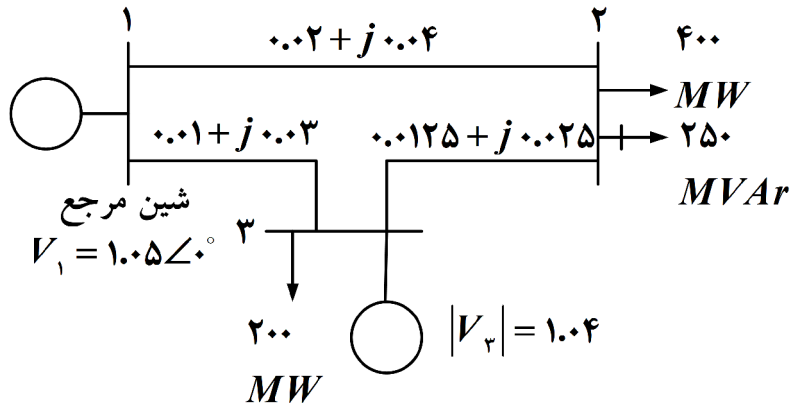 ۱
۲
۰.۰۲ + j ۰.۰۴
۴۰۰
MW
۰.۰۱ + j ۰.۰۳
۰.۰۱۲۵ + j ۰.۰۲۵
۲۵۰
MVAr
شین مرجع
V۱ = ۱.۰۵∠۰°
۳
۲۰۰
MW
|V۳| = ۱.۰۴